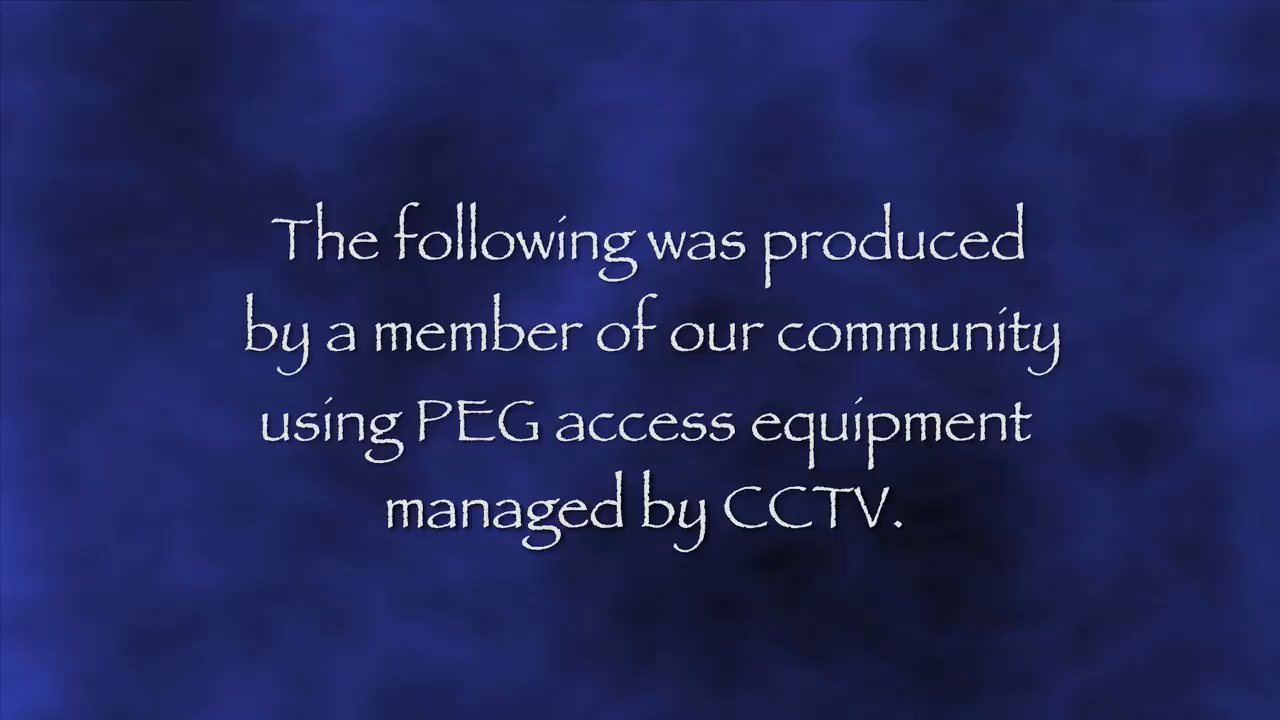 The following was produced
by a member of our community
using PEG access equipment
managed by CCTV.